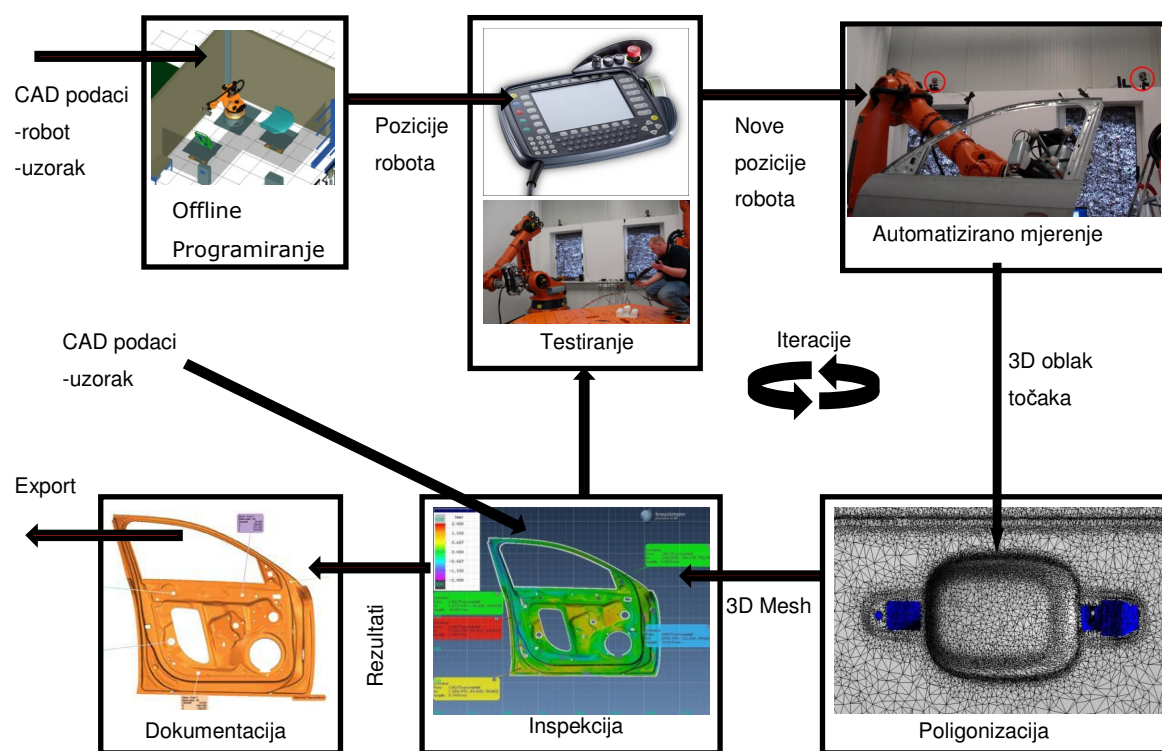 CAD podaci
-robot
-uzorak
Offline
Programiranje
Pozicije
robota
Testiranje
Nove
pozicije
robota
Automatizirano mjerenje
CAD podaci
-uzorak
Iteracije
3D oblak
točaka
Export
Dokumentacija
Rezultati
Inspekcija
3D Mesh
Poligonizacija
breuckmann